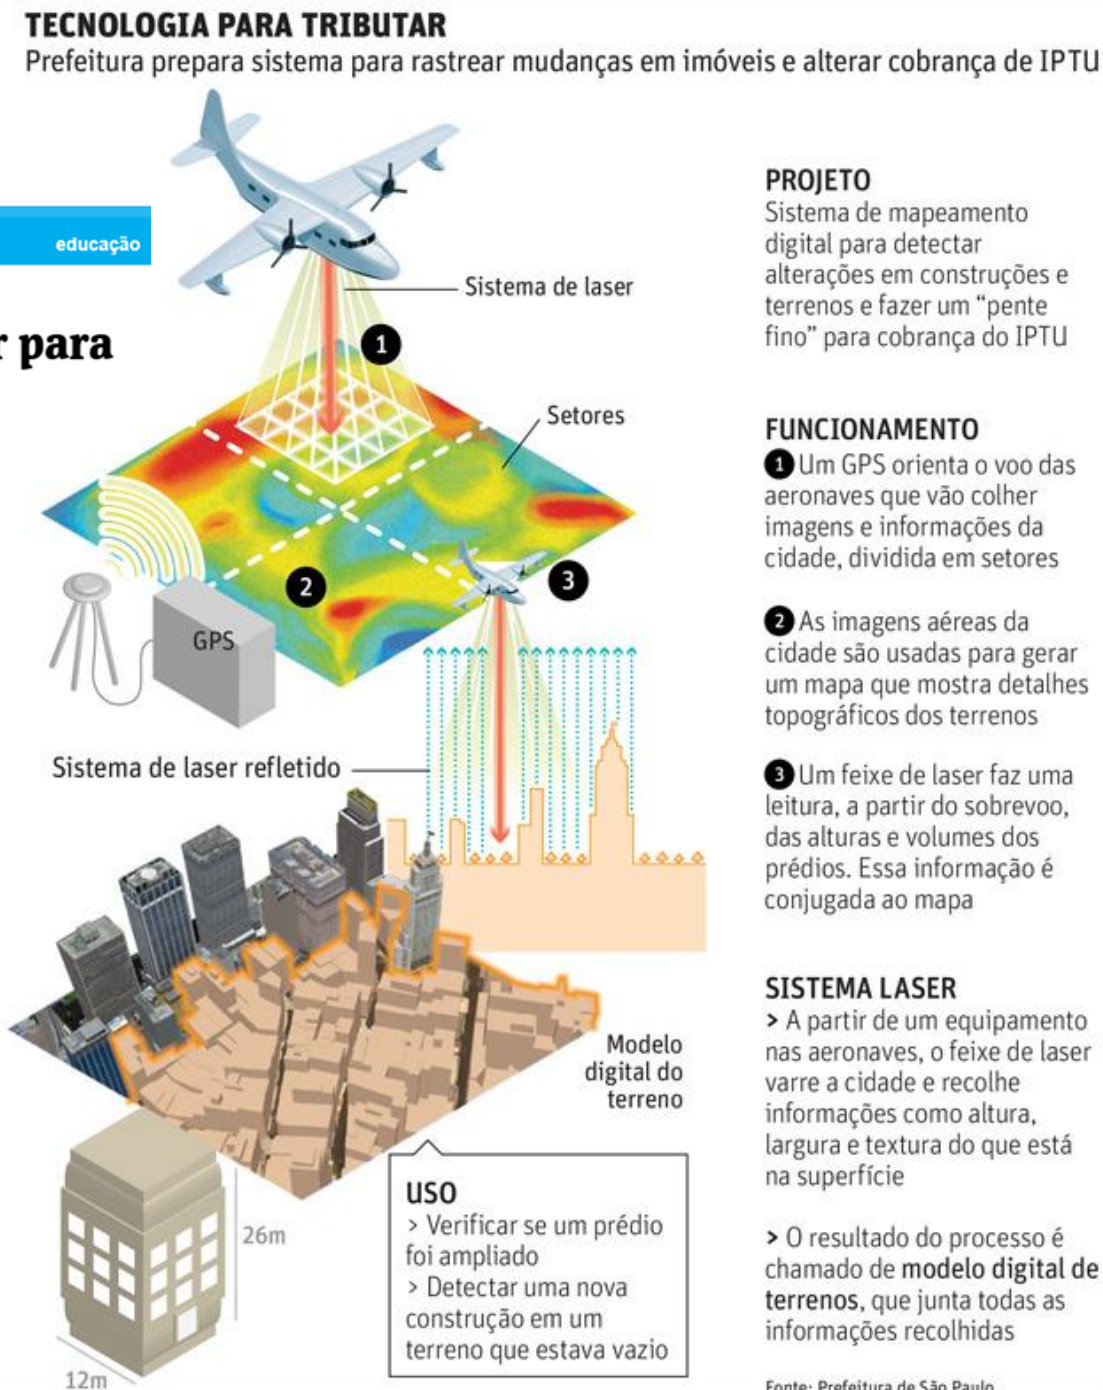 TECNOLOGIA PARA TRIBUTAR
Prefeitura prepara sistema para rastrear mudanças em imóveis e alterar cobrança de IPTU
educação
r para
Sistema de laser
1
Setores
2
3
GPS
Sistema de laser refletido
Modelo
digital do
terreno
26m
12m
USO
> Verificar se um prédio
foi ampliado
> Detectar uma nova
construção em um
terreno que estava vazio
PROJETO
Sistema de mapeamento
digital para detectar
alterações em construções e
terrenos e fazer um “pente
fino” para cobrança do IPTU
FUNCIONAMENTO
1 Um GPS orienta o voo das
aeronaves que vão colher
imagens e informações da
cidade, dividida em setores
2 As imagens aéreas da
cidade são usadas para gerar
um mapa que mostra detalhes
topográficos dos terrenos
3 Um feixe de laser faz uma
leitura, a partir do sobrevoo,
das alturas e volumes dos
prédios. Essa informação é
conjugada ao mapa
SISTEMA LASER
> A partir de um equipamento
nas aeronaves, o feixe de laser
varre a cidade e recolhe
informações como altura,
largura e textura do que está
na superfície
> O resultado do processo é
chamado de modelo digital de
terrenos, que junta todas as
informações recolhidas
Fonte: Prefeitura de São Paulo